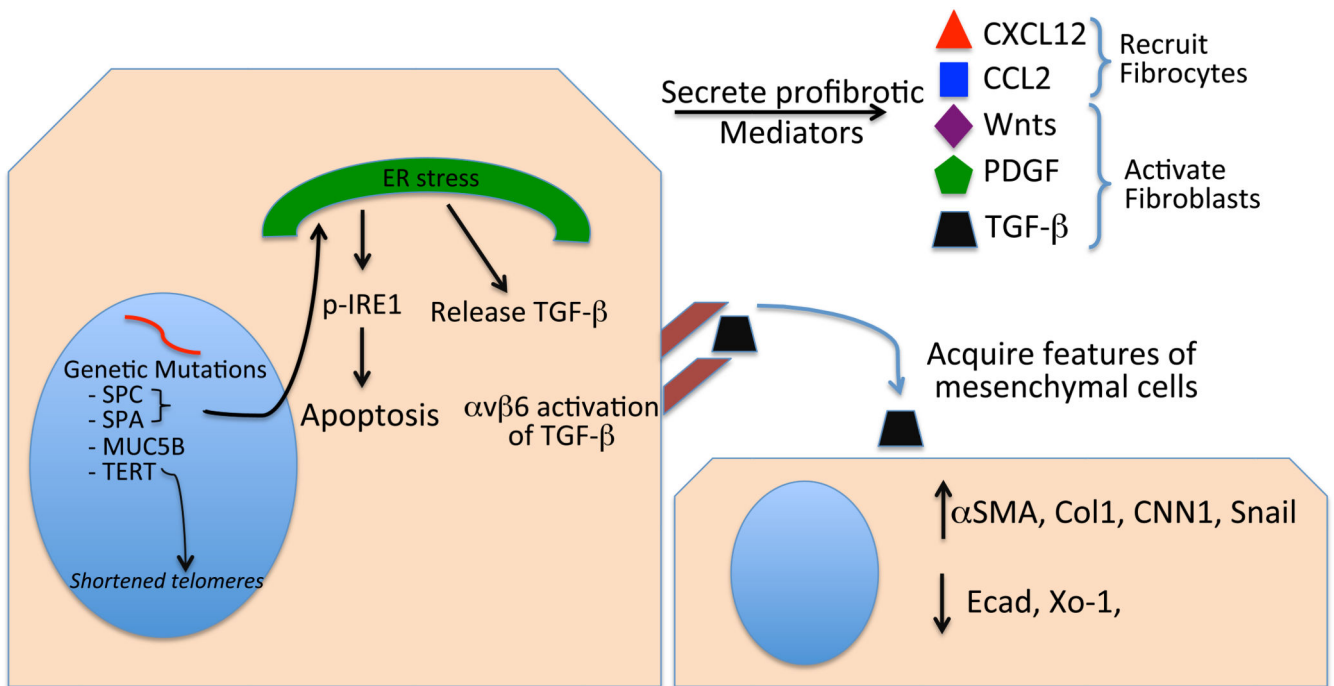 CXCL12
CCL2
Recruit
Fibrocytes
Secrete profibrotic
Mediators
Wnts
PDGF
TGF-β
Activate
Fibroblasts
ER stress
p-IRE1
Release TGF-β
Apoptosis
αvβ6 activation
of TGF-β
Genetic Mutations
- SPC
- SPA
- MUC5B
- TERT
Shortened telomeres
Acquire features of
mesenchymal cells
αSMA, Col1, CNN1, Snail
Ecad, Xo-1,